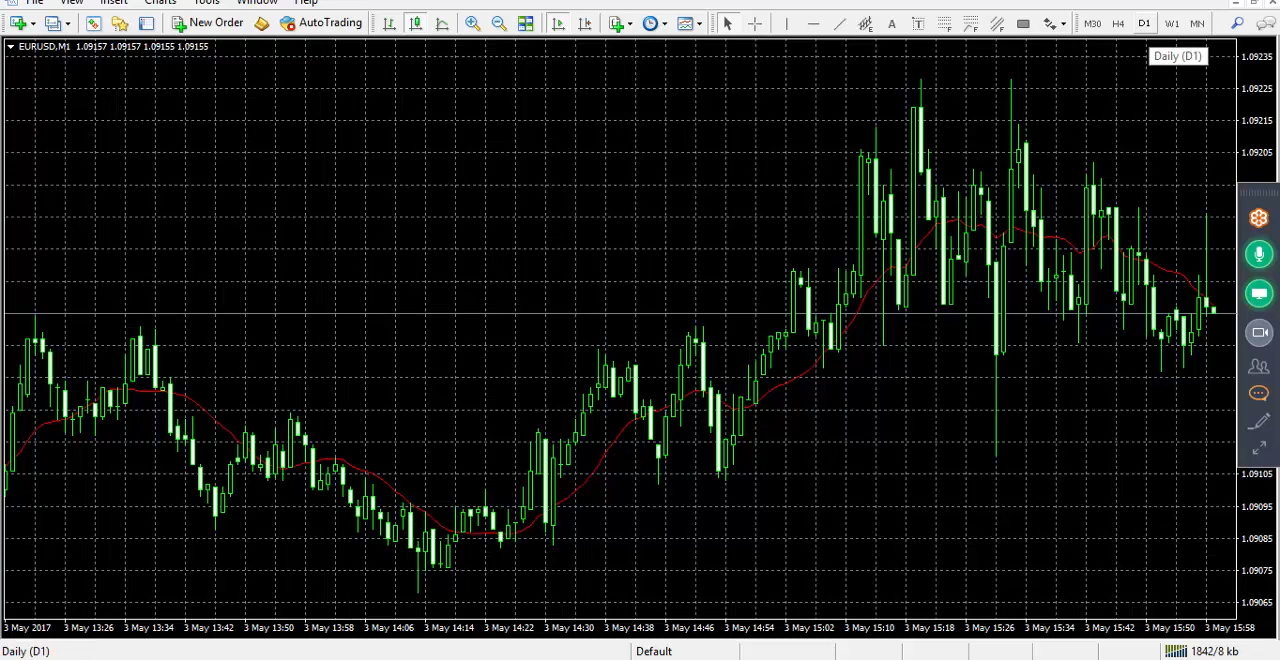 File View Insert Charts Tools Window Help
New Order AutoTrading A T E F F M30 H4 D1 W1 MN
EURUSD,M1 1.09157 1.09157 1.09155 1.09155
Daily (D1)
1.09235
1.09225
1.09215
1.09205
1.09105
1.09095
1.09085
1.09075
1.09065
3 May 2017 3 May 13:26 3 May 13:34 3 May 13:42 3 May 13:50 3 May 13:58 3 May 14:06 3 May 14:14 3 May 14:22 3 May 14:30 3 May 14:38 3 May 14:46 3 May 14:54 3 May 15:02 3 May 15:10 3 May 15:18 3 May 15:26 3 May 15:34 3 May 15:42 3 May 15:50 3 May 15:58
Daily (D1) Default 1842/8 kb